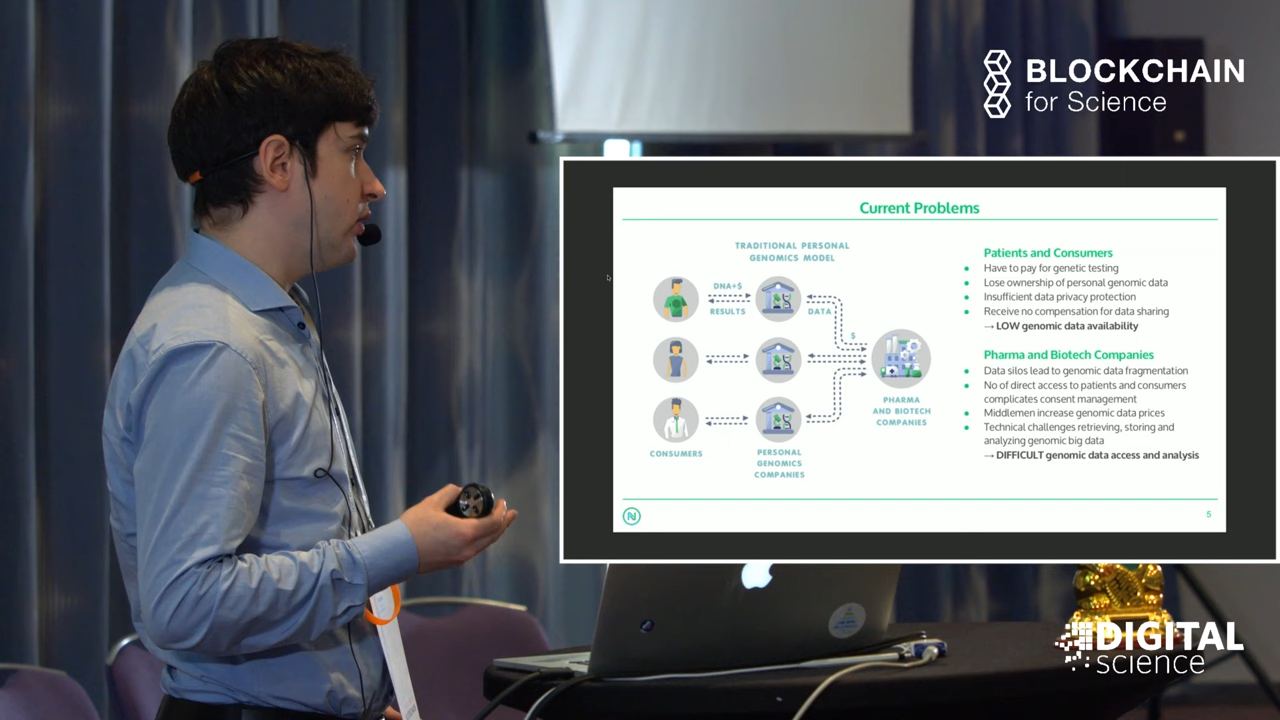 BLOCKCHAIN
for Science
Current Problems
TRADITIONAL PERSONAL
GENOMICS MODEL
DNA+$
RESULTS
DATA
$
PHARMA
AND BIOTECH
COMPANIES
CONSUMERS
PERSONAL
GENOMICS
COMPANIES
Patients and Consumers
• Have to pay for genetic testing
• Lose ownership of personal genomic data
• Insufficient data privacy protection
• Receive no compensation for data sharing
→ LOW genomic data availability
Pharma and Biotech Companies
• Data silos lead to genomic data fragmentation
• No of direct access to patients and consumers
complicates consent management
• Middlemen increase genomic data prices
• Technical challenges retrieving, storing and
analyzing genomic big data
→ DIFFICULT genomic data access and analysis
N
5
DIGITAL
science